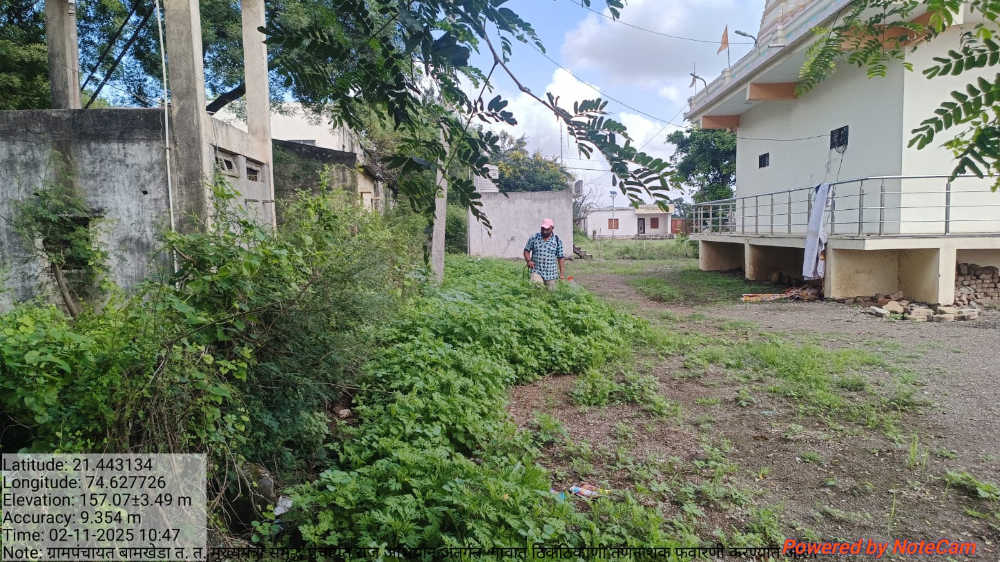 Latitude: 21.443134
Longitude: 74.627726
Elevation: 157.07±3.49 m
Accuracy: 9.354 m
Time: 02-11-2025 10:47
Note: ग्रामपंचायत बामखेडा त. त. मुख्यमंत्री समृद्ध पंचायत राज अभियान अंतर्गत गावात ठिकठिकाणी तणनाशक फवारणी करण्यात आली
Powered by NoteCam